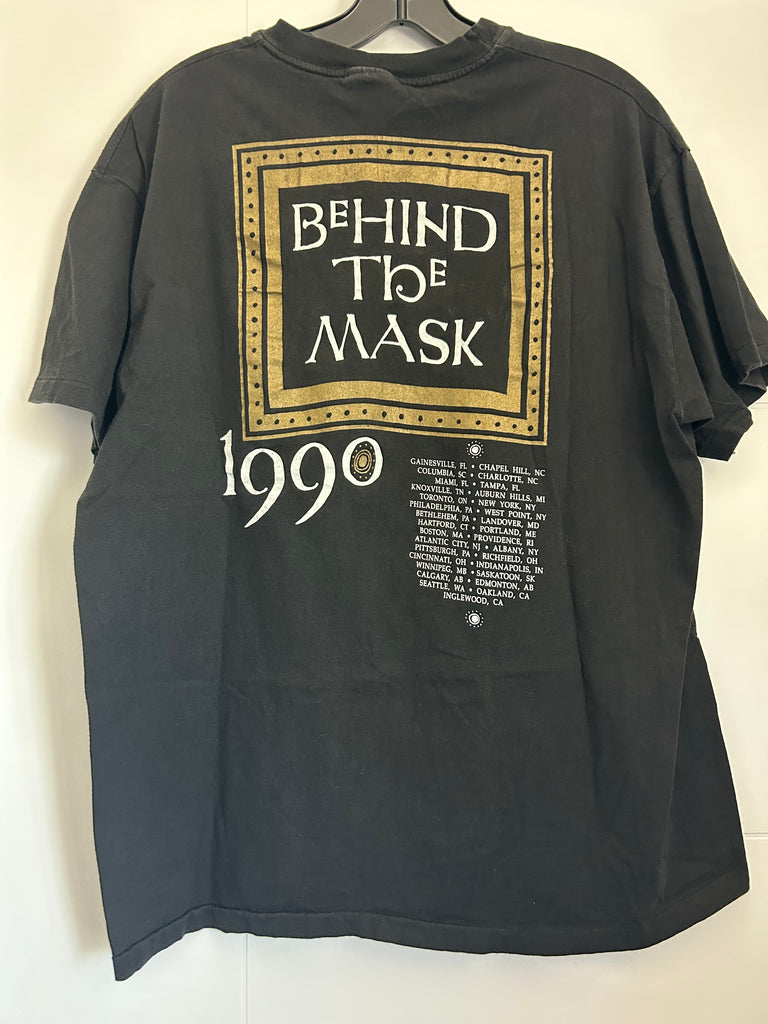 BEHIND
THE
MASK
1990
GAINESVILLE, FL • CHAPEL HILL, NC
COLUMBIA, SC • CHARLOTTE, NC
MIAMI, FL • TAMPA, FL
KNOXVILLE, TN • AUBURN HILLS, MI
TORONTO, ON • NEW YORK, NY
PHILADELPHIA, PA • WEST POINT, NY
BETHLEHEM, PA • LANDOVER, MD
HARTFORD, CT • PORTLAND, ME
BOSTON, MA • PROVIDENCE, RI
ATLANTIC CITY, NJ • ALBANY, NY
PITTSBURGH, PA • RICHFIELD, OH
CINCINNATI, OH • INDIANAPOLIS, IN
WINNIPEG, MB • SASKATOON, SK
CALGARY, AB • EDMONTON, AB
SEATTLE, WA • OAKLAND, CA
INGLEWOOD, CA